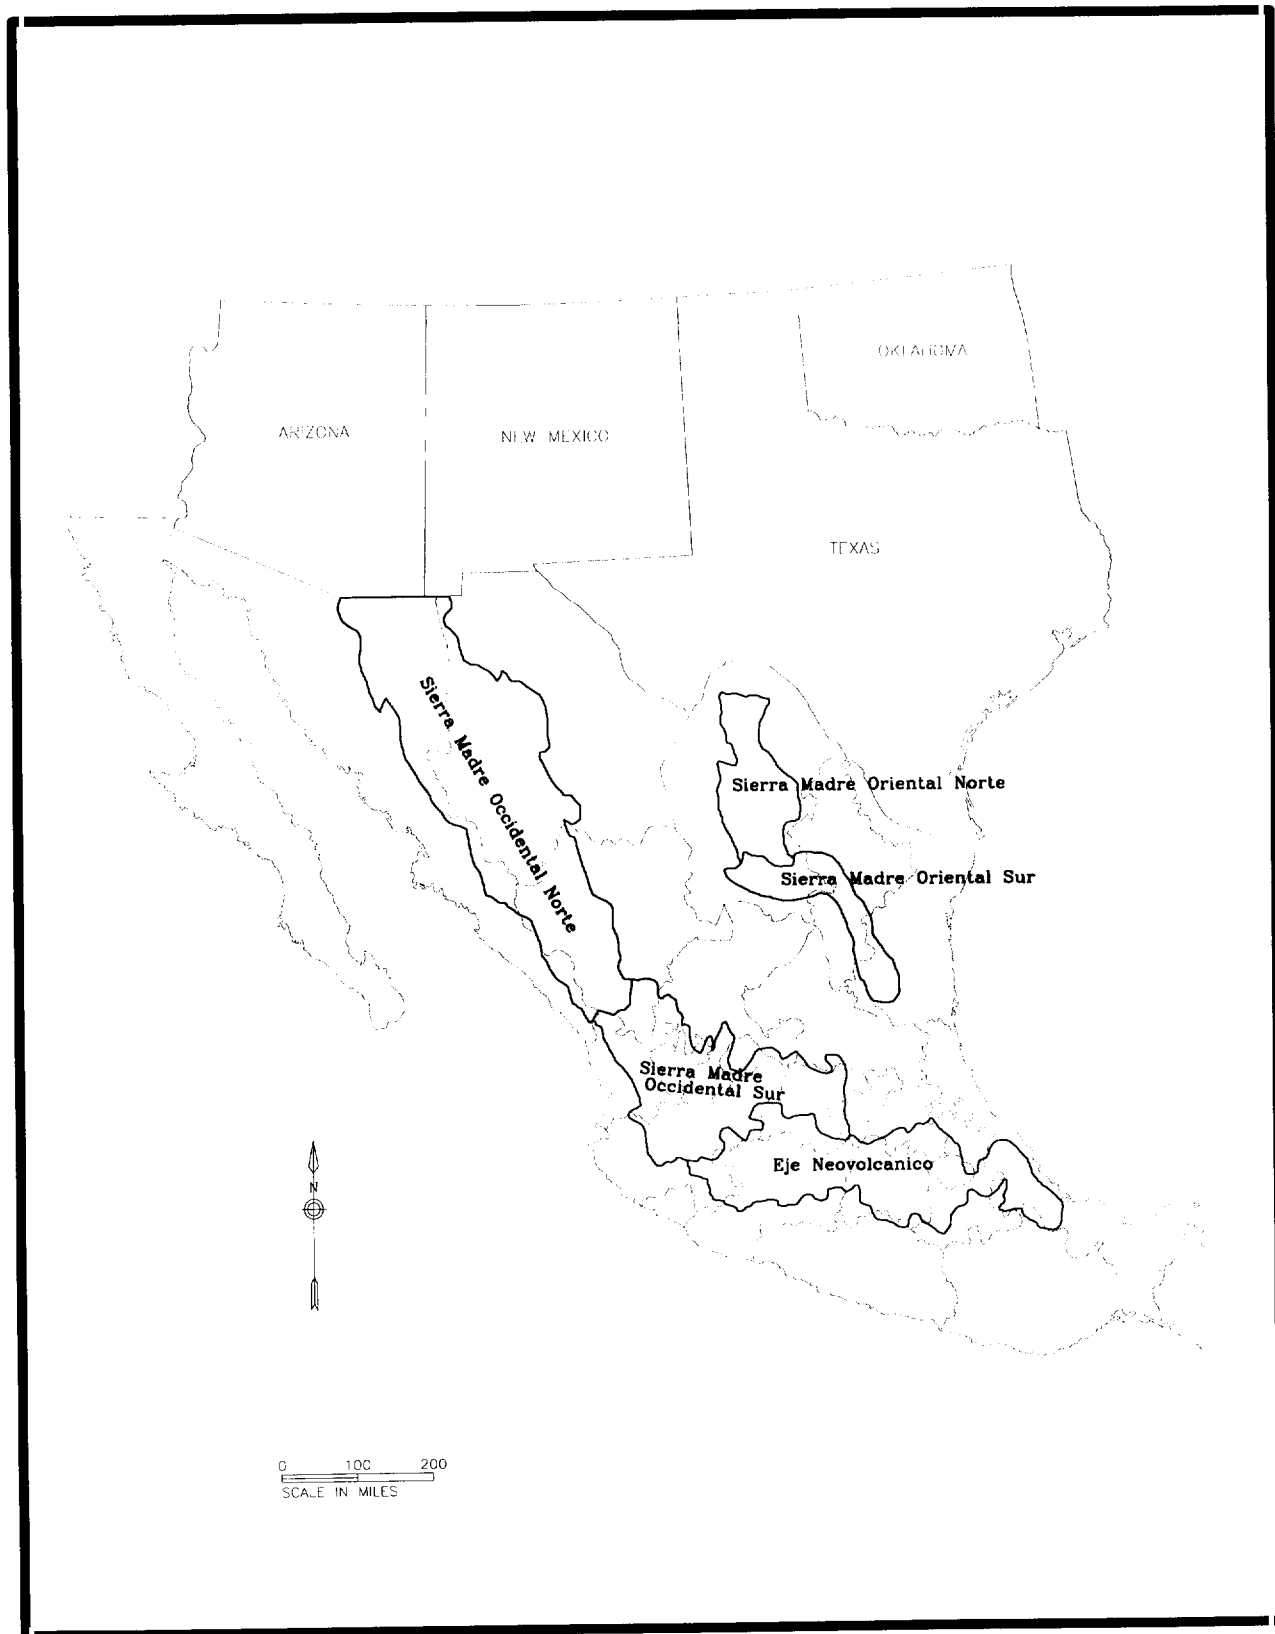 OKLAHOMA
ARIZONA
NEW MEXICO
TEXAS
Sierra Madre Occidental Norte
Sierra Madre Oriental Norte
Sierra Madre Oriental Sur
Sierra Madre
Occidental Sur
Eje Neovolcanico
N
0 100 200
SCALE IN MILES